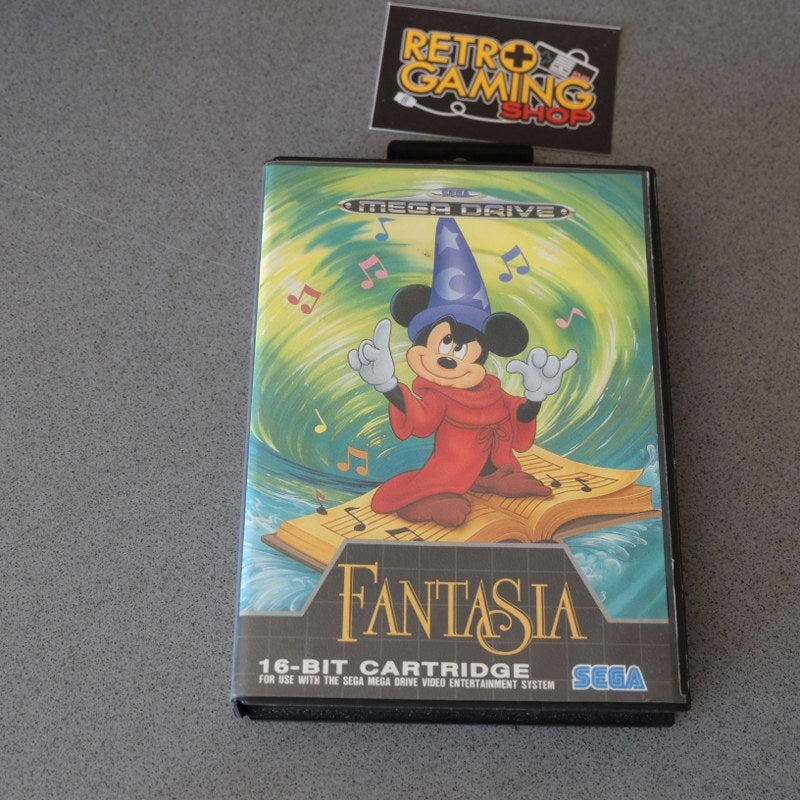 RETRO
GAMING
SHOP
SEGA
MEGA DRIVE
FANTASIA
16-BIT CARTRIDGE
FOR USE WITH THE SEGA MEGA DRIVE VIDEO ENTERTAINMENT SYSTEM
SEGA